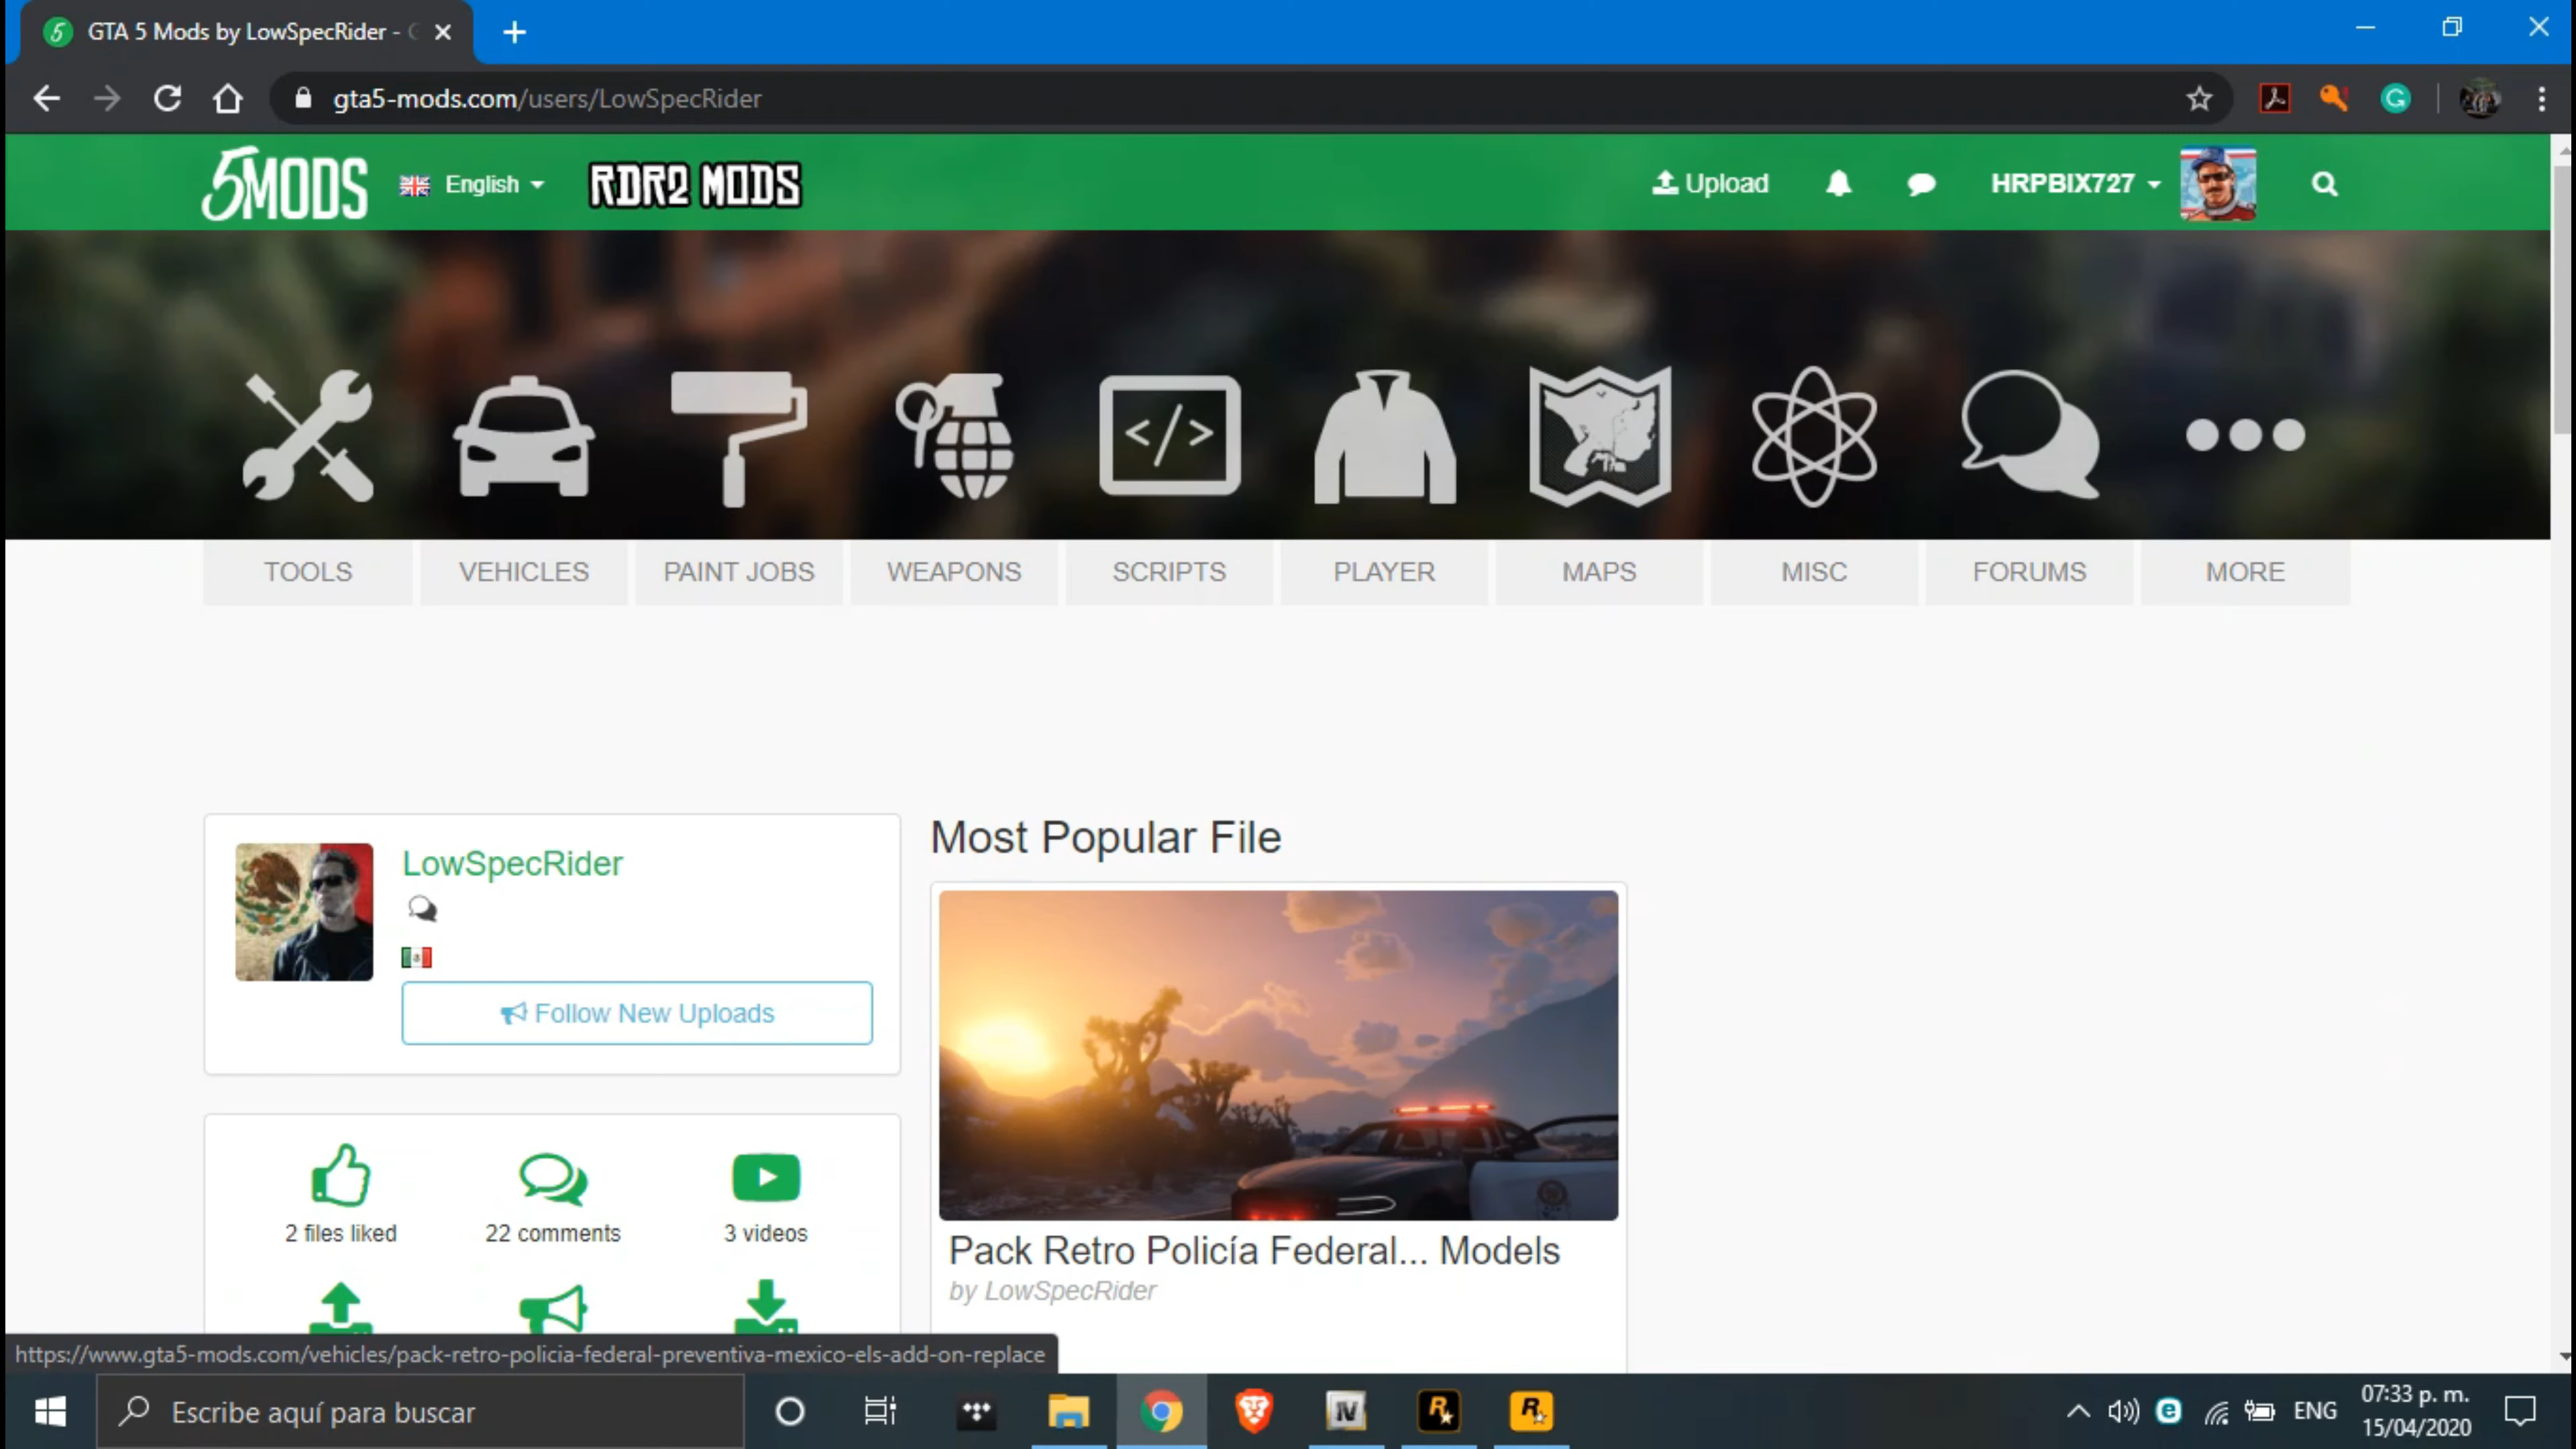 GTA 5 Mods by LowSpecRider -
gta5-mods.com/users/LowSpecRider
5MODS
English
RDR2 MODS
Upload
HRPBIX727
</>
TOOLS
VEHICLES
PAINT JOBS
WEAPONS
SCRIPTS
PLAYER
MAPS
MISC
FORUMS
MORE
LowSpecRider
Follow New Uploads
2 files liked
22 comments
3 videos
Most Popular File
Pack Retro Policía Federal... Models
by LowSpecRider
https://www.gta5-mods.com/vehicles/pack-retro-policia-federal-preventiva-mexico-els-add-on-replace
Escribe aquí para buscar
IV
R
R
ENG
07:33 p. m.
15/04/2020